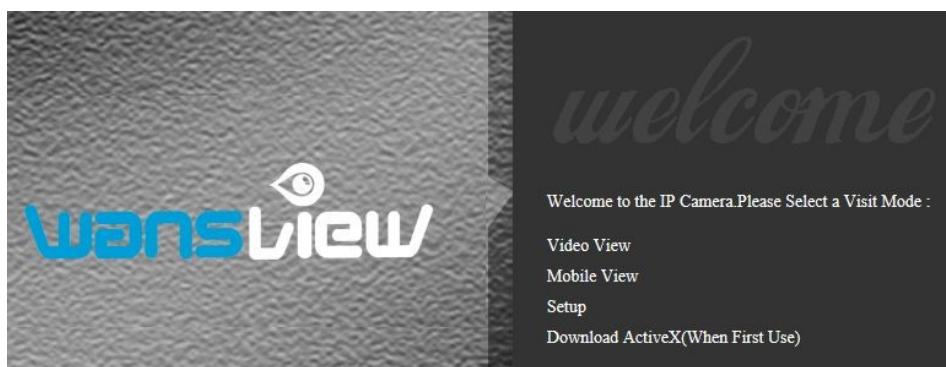 wansview
welcome
Welcome to the IP Camera.Please Select a Visit Mode :
Video View
Mobile View
Setup
Download ActiveX(When First Use)